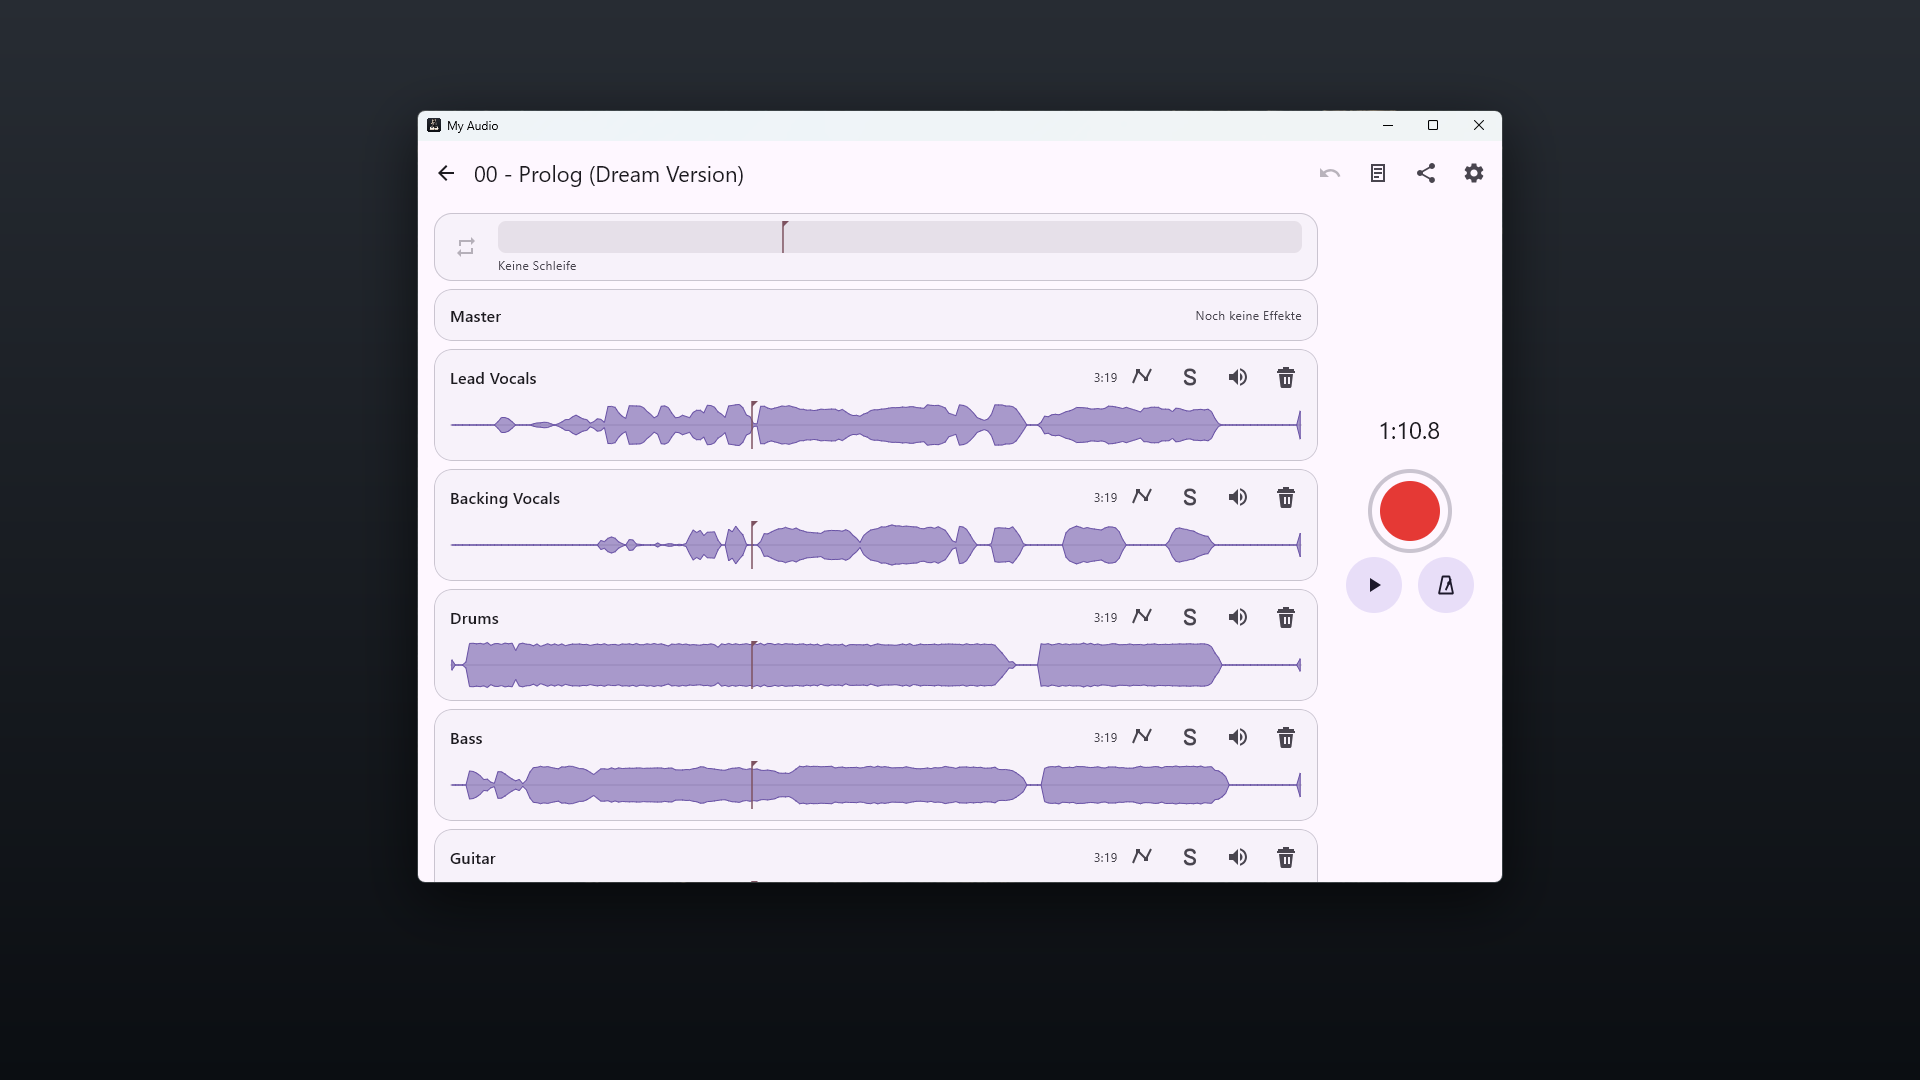 My Audio
00 - Prolog (Dream Version)
Keine Schleife
Master
Noch keine Effekte
Lead Vocals
3:19
S
Backing Vocals
3:19
S
Drums
3:19
S
Bass
3:19
S
Guitar
3:19
S
1:10.8